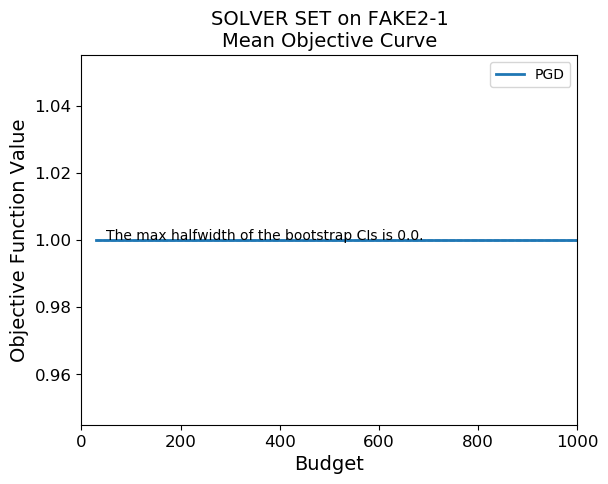 SOLVER SET on FAKE2-1
Mean Objective Curve
PGD
Objective Function Value
1.04
1.02
1.00
0.98
0.96
The max halfwidth of the bootstrap CIs is 0.0.
0
200
400
600
800
1000
Budget